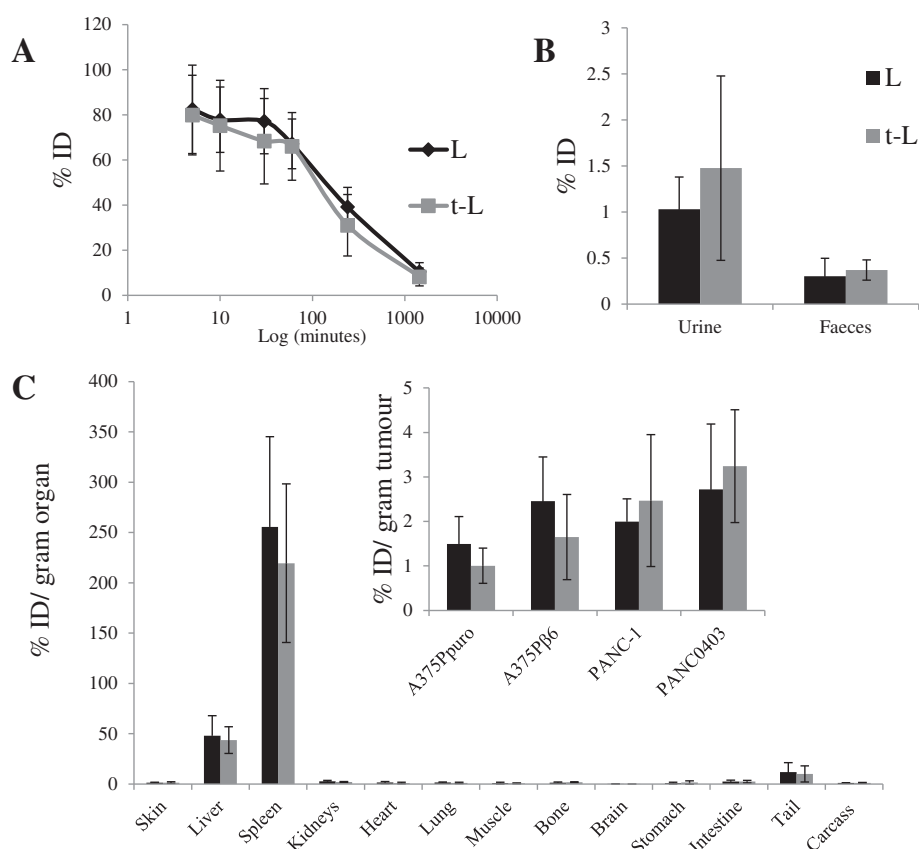 A
% ID
120
100
80
60
40
20
0
1
10
100
1000
10000
Log (minutes)
L
t-L
B
% ID
3
2.5
2
1.5
1
0.5
0
Urine
Faeces
L
t-L
C
% ID/ gram organ
400
350
300
250
200
150
100
50
0
Skin
Liver
Spleen
Kidneys
Heart
Lung
Muscle
Bone
Brain
Stomach
Intestine
Tail
Carcass
% ID/ gram tumour
5
4
3
2
1
0
A375Ppuro
A375Pβ6
PANC-1
PANC0403